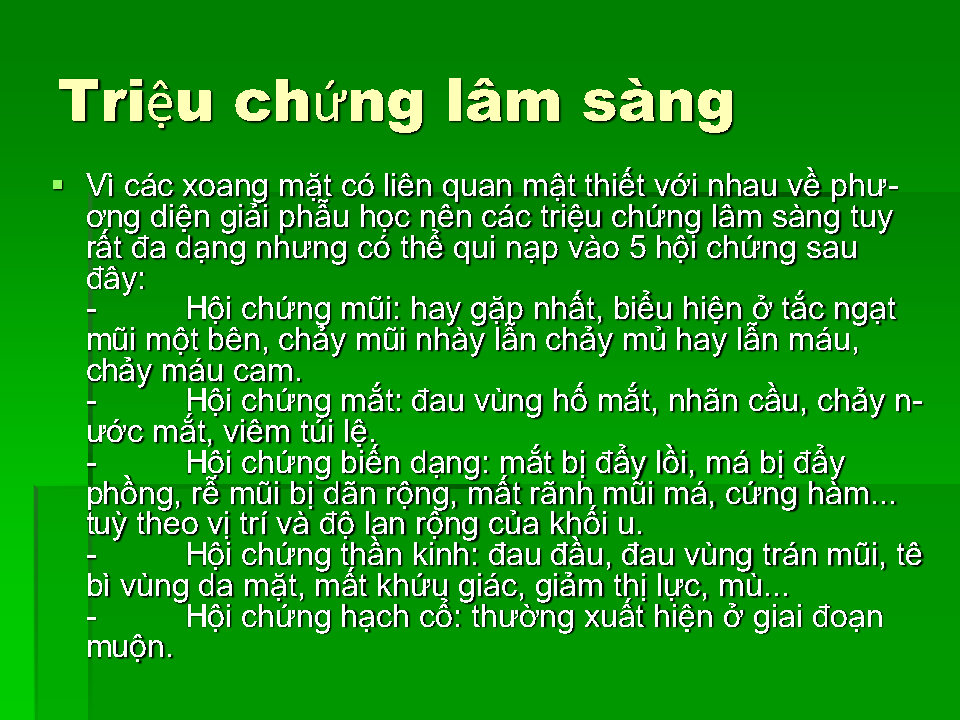 Triệu chứng lâm sàng
Vì các xoang mặt có liên quan mật thiết với nhau về phư-
ơng diện giải phẫu học nên các triệu chứng lâm sàng tuy
rất đa dạng nhưng có thể qui nạp vào 5 hội chứng sau
đây:
- Hội chứng mũi: hay gặp nhất, biểu hiện ở tắc ngạt
mũi một bên, chảy mũi nhày lẫn chảy mủ hay lẫn máu,
chảy máu cam.
- Hội chứng mắt: đau vùng hố mắt, nhãn cầu, chảy n-
ước mắt, viêm túi lệ.
- Hội chứng biến dạng: mắt bị đẩy lồi, má bị đẩy
phồng, rễ mũi bị dãn rộng, mất rãnh mũi má, cứng hàm...
tuỳ theo vị trí và độ lan rộng của khối u.
- Hội chứng thần kinh: đau đầu, đau vùng trán mũi, tê
bì vùng da mặt, mất khứu giác, giảm thị lực, mù...
- Hội chứng hạch cổ: thường xuất hiện ở giai đoạn
muộn.